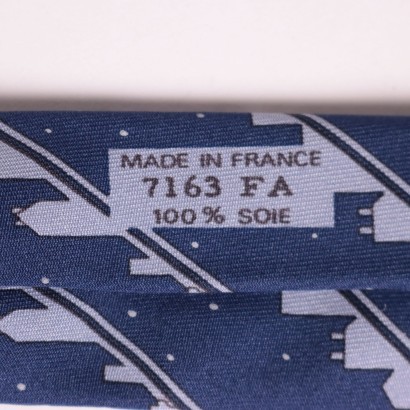 MADE IN FRANCE
7163 FA
100% SOIE